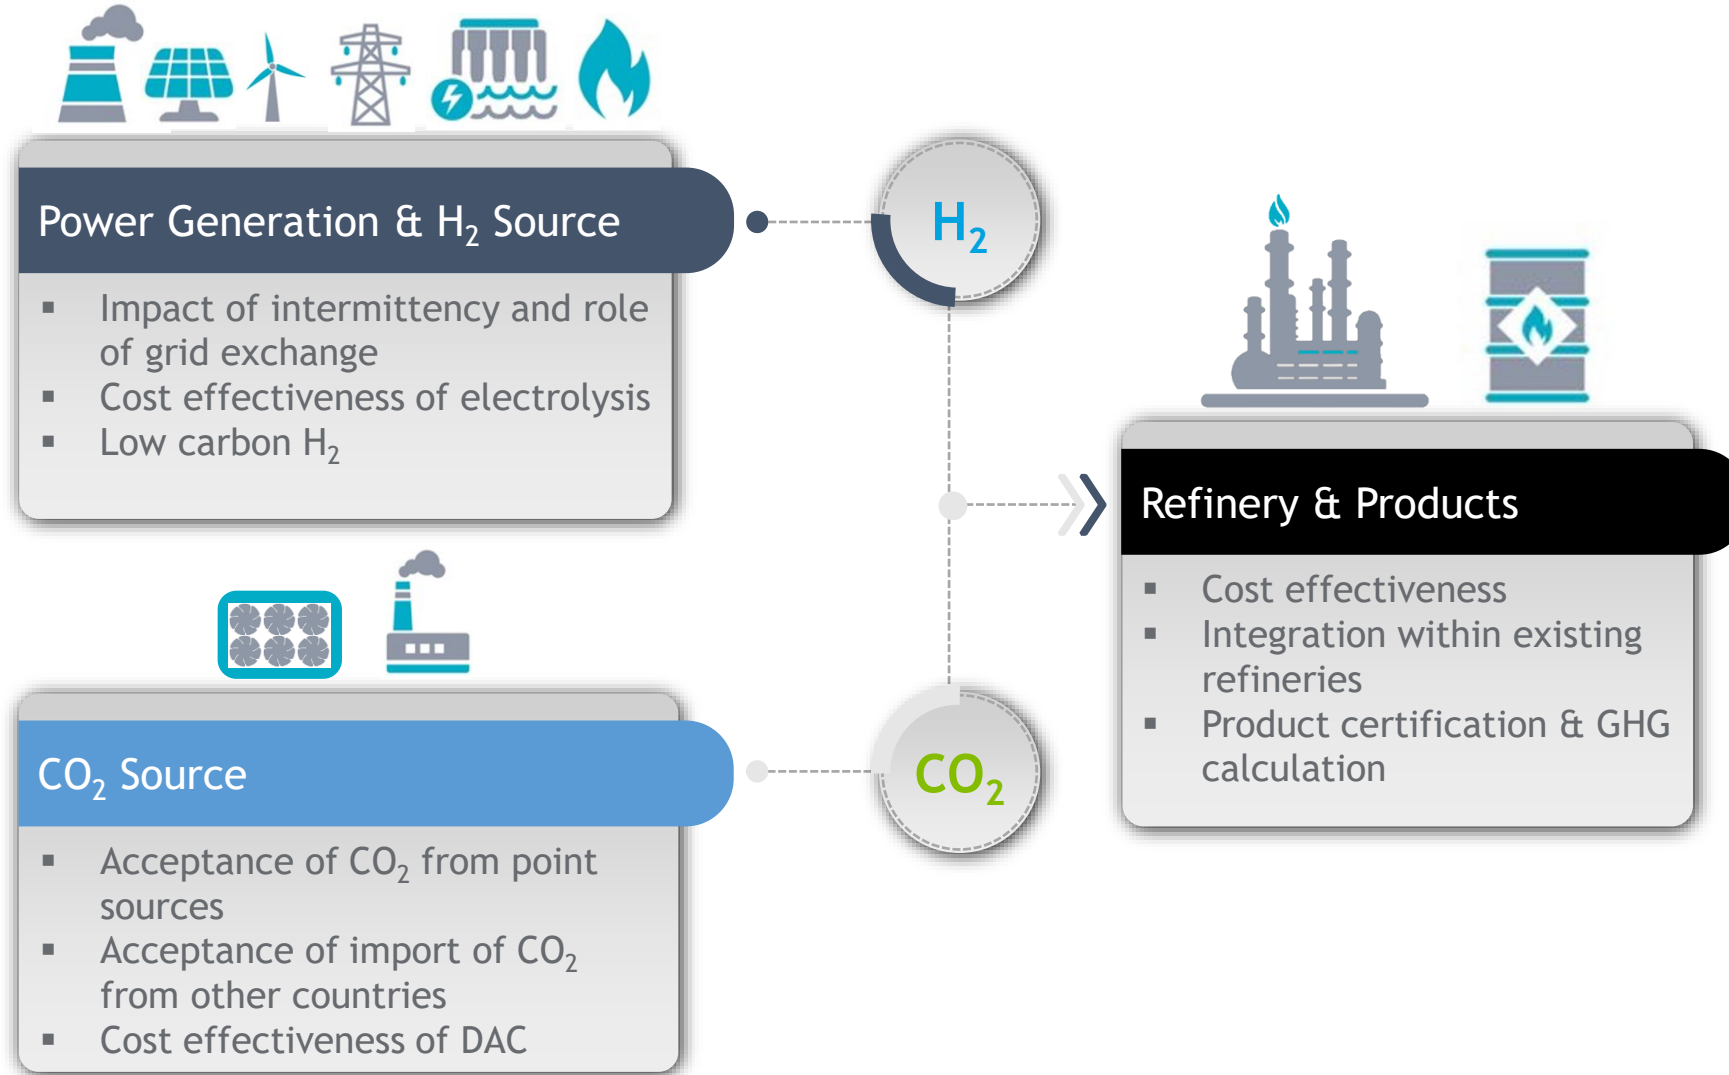 Power Generation & H₂ Source
▪ Impact of intermittency and role
of grid exchange
▪ Cost effectiveness of electrolysis
▪ Low carbon H₂
H₂
CO₂ Source
▪ Acceptance of CO₂ from point
sources
▪ Acceptance of import of CO₂
from other countries
▪ Cost effectiveness of DAC
CO₂
Refinery & Products
▪ Cost effectiveness
▪ Integration within existing
refineries
▪ Product certification & GHG
calculation